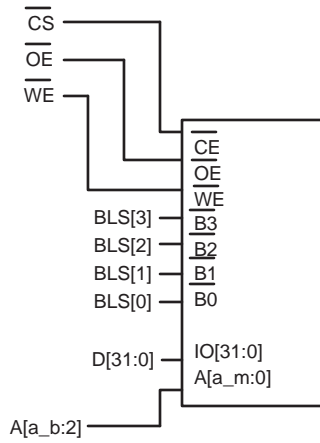 CS
OE
WE
CE
OE
WE
BLS[3] B3
BLS[2] B2
BLS[1] B1
BLS[0] B0
D[31:0] IO[31:0]
A[a_m:0]
A[a_b:2]